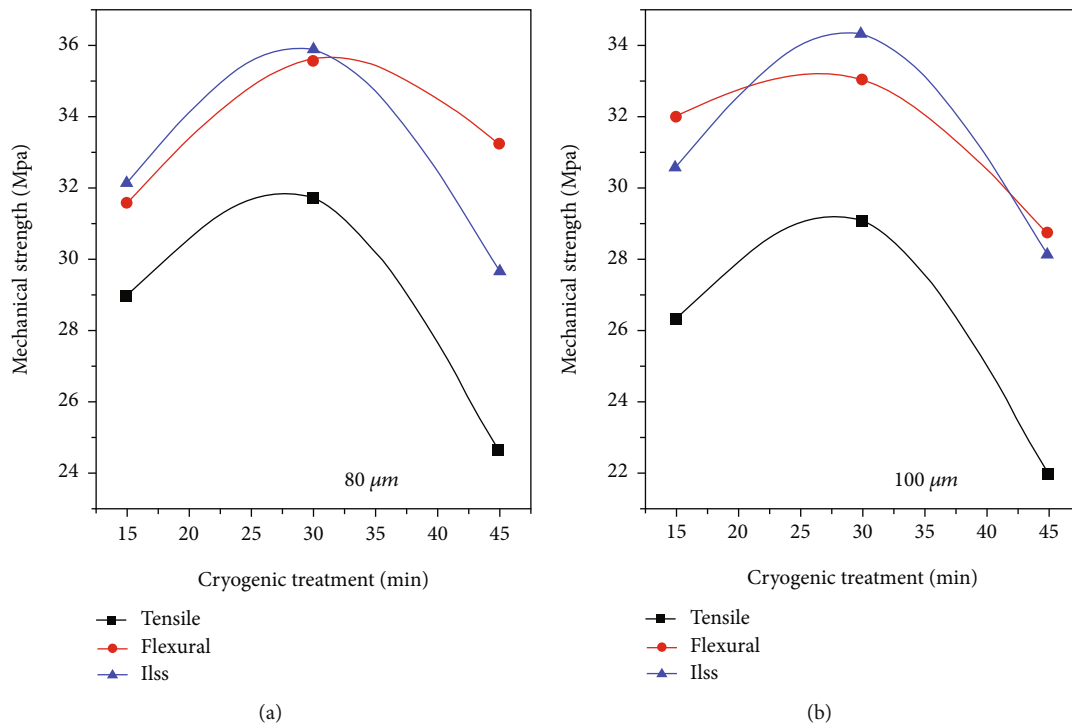 36
34
32
30
28
26
24
Mechanical strength (Mpa)
80 µm
15 20 25 30 35 40 45
Cryogenic treatment (min)
Tensile
Flexural
Ilss
(a)
34
32
30
28
26
24
22
Mechanical strength (Mpa)
100 µm
15 20 25 30 35 40 45
Cryogenic treatment (min)
Tensile
Flexural
Ilss
(b)